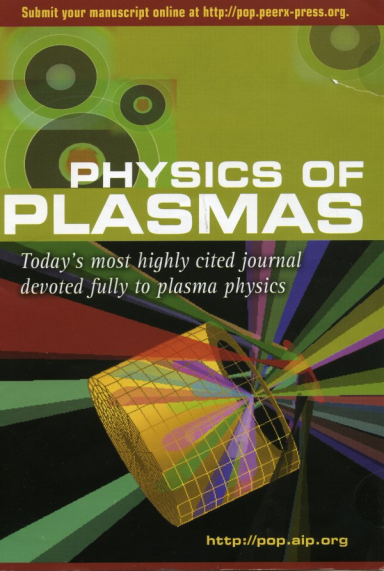 Submit your manuscript online at http://pop.peerx-press.org.
PHYSICS OF
PLASMAS
Today's most highly cited journal
devoted fully to plasma physics
http://pop.aip.org